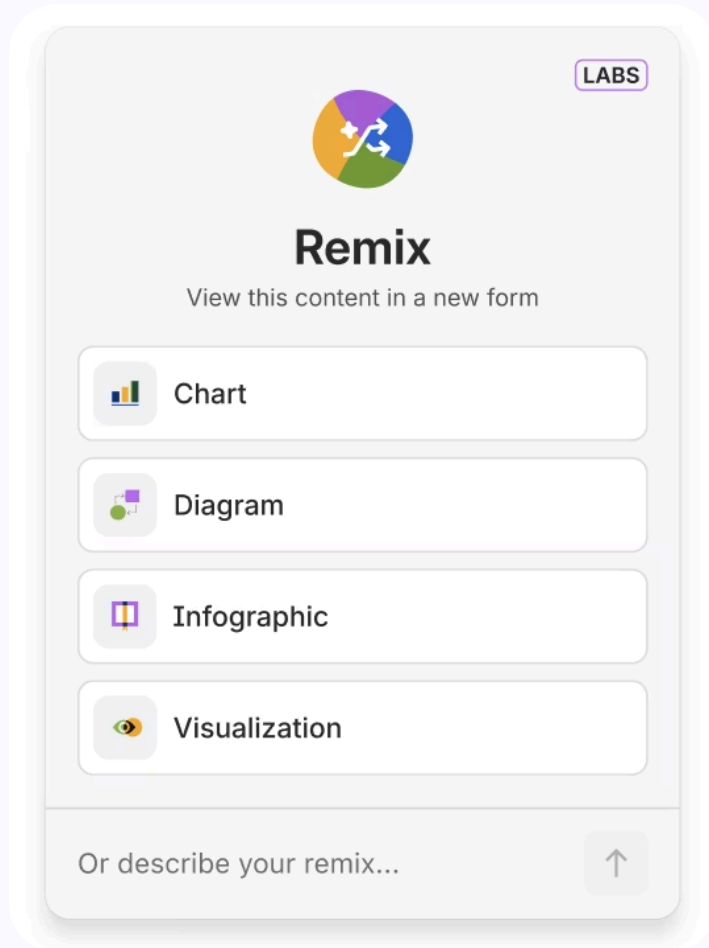 LABS
Remix
View this content in a new form
Chart
Diagram
Infographic
Visualization
Or describe your remix...